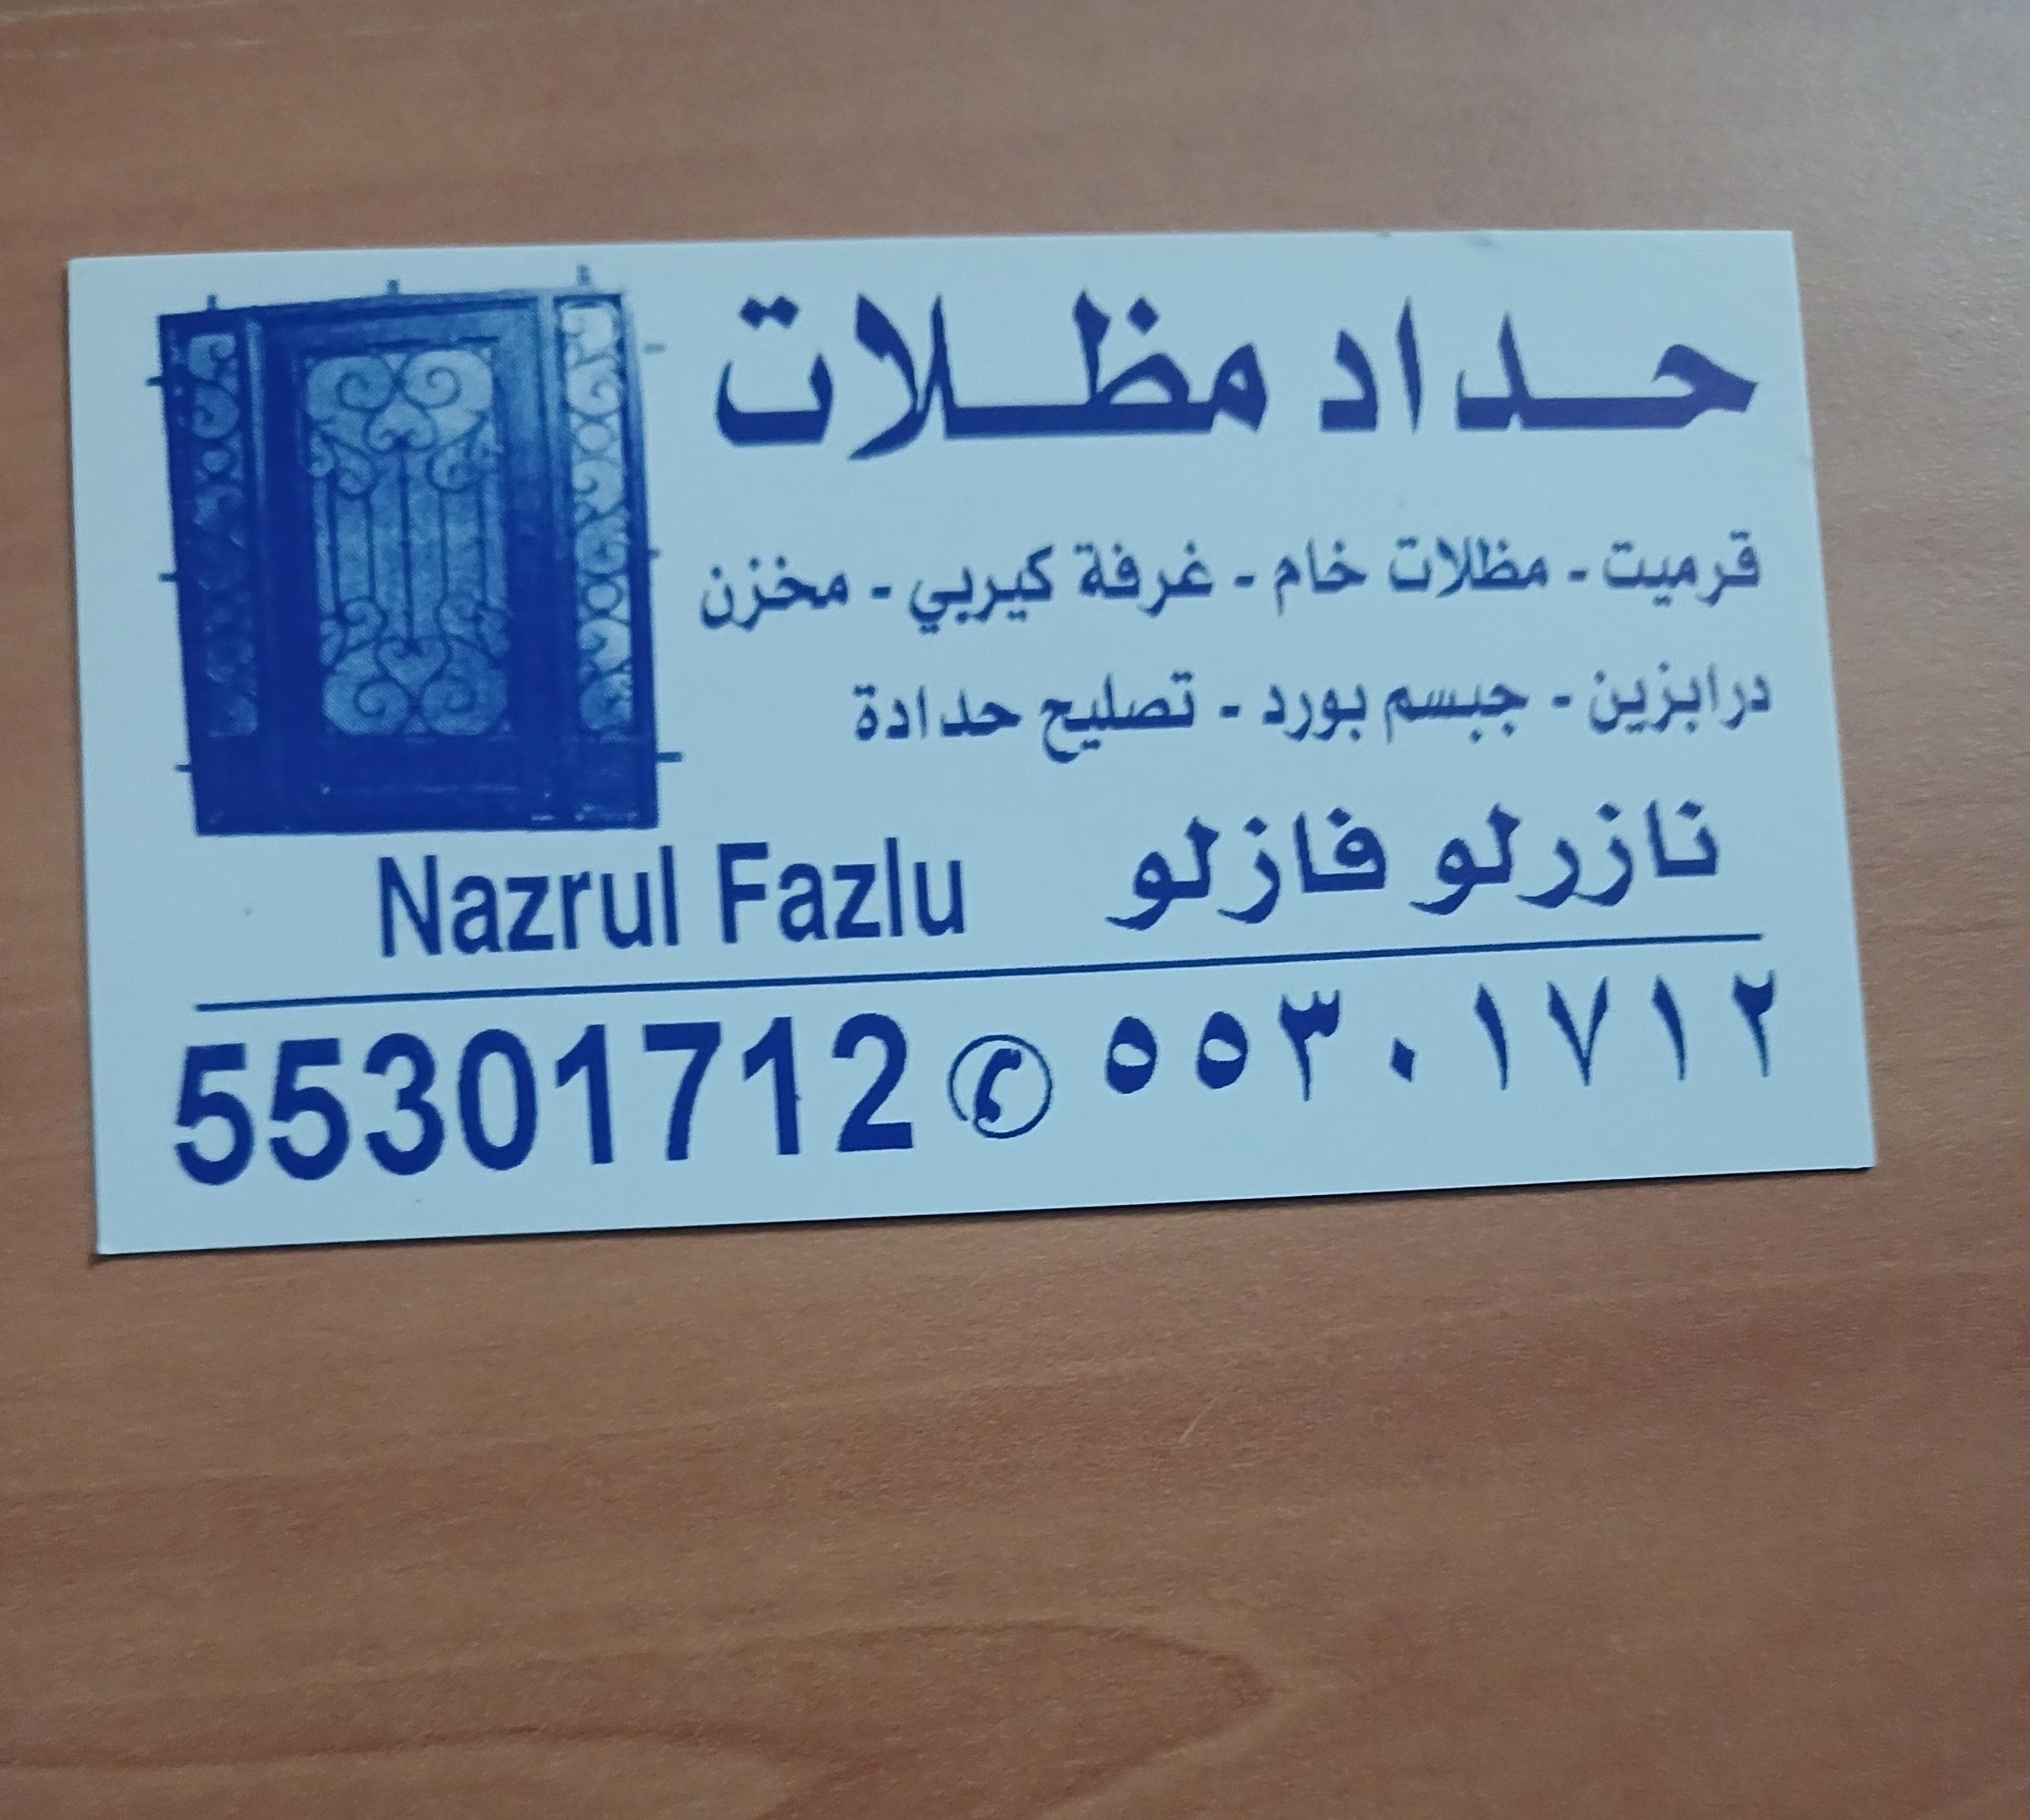 حداد مظلات
قرميت - مظلات خام - غرفة كيربي - مخزن
درابزين - جبسم بورد - تصليح حدادة
نازرلو فازلو Nazrul Fazlu
55301712 ✆ ٥٥٣٠١٧١٢